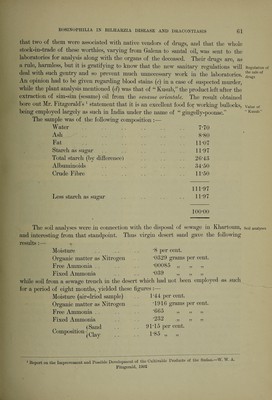 EOSINOPHILIA IN BILHARZIA DISEASE AND DRACONTIASIS 61
that two of them were associated with native vendors of drugs, and that the whole
stock-in-trade of these worthies, varying from Galena to santal oil, was sent to the
laboratories for analysis along with the organs of the deceased. Their drugs are, as
a rule, harmless, but it is gratifying to know that the new sanitary regulations will
deal with such gentry and so prevent much unnecessary work in the laboratories.
Regulation of
the sale of
drugs
An opinion had to be given regarding blood stains (c) in a case of suspected murder,
while the plant analysis mentioned (d) was that of "Kusub," the product left after the
extraction of sim-sim (sesame) oil from the sesamum orientale. The result obtained
bore out Mr. Fitzgerald's ¹ statement that it is an excellent food for working bullocks,
being employed largely as such in India under the name of "gingelly-poonac."
Value of
"Kusub"
The sample was of the following composition :—
Water 7·70
Ash 8·80
Fat 11·07
Starch as sugar 11·97
Total starch (by difference) 26·43
Albuminoids 34·50
Crude Fibre 11·50
111·97
Less starch as sugar 11·97
100·00
The soil analyses were in connection with the disposal of sewage in Khartoum,
Soil analyses
and interesting from that standpoint. Thus virgin desert sand gave the following
results :—
Moisture ·8 per cent.
Organic matter as Nitrogen ·0329 grams per cent.
Free Ammonia ·00085 „ „ „
Fixed Ammonia ·039 „ „ „
while soil from a sewage trench in the desert which had not been employed as such
for a period of eight months, yielded these figures :—
Moisture (air-dried sample) 1·44 per cent.
Organic matter as Nitrogen ·1916 grams per cent.
Free Ammonia ·665 „ „ „
Fixed Ammonia ·252 „ „ „
Composition { Sand 91·15 per cent.
{ Clay 1·85 „ „
¹ Report on the Improvement and Possible Development of the Cultivable Products of the Sudan.—H. W. A.
Fitzgerald, 1903